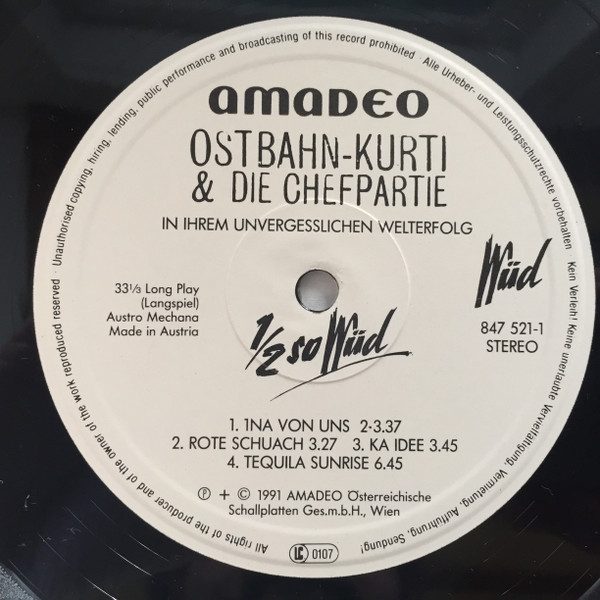 amaDEO
OSTBAHN-KURTI
& DIE CHEFPARTIE
IN IHREM UNVERGESSLICHEN WELTERFOLG
Wüd
33⅓ Long Play
(Langspiel)
Austro Mechana
Made in Austria
847 521-1
STEREO
1/2 so Wüd
1. 1NA VON UNS 2-3.37
2. ROTE SCHUACH 3.27 3. KA IDEE 3.45
4. TEQUILA SUNRISE 6.45
℗ + © 1991 AMADEO Österreichische
Schallplatten Ges.m.b.H., Wien
LC 0107
All rights of the producer and of the owner of the work reproduced reserved · Unauthorised copying, hiring, lending, public performance and broadcasting of this record prohibited · Alle Urheber- und Leistungsschutzrechte vorbehalten · Kein Verleih! Keine unerlaubte Vervielfältigung, Vermietung, Aufführung, Sendung!